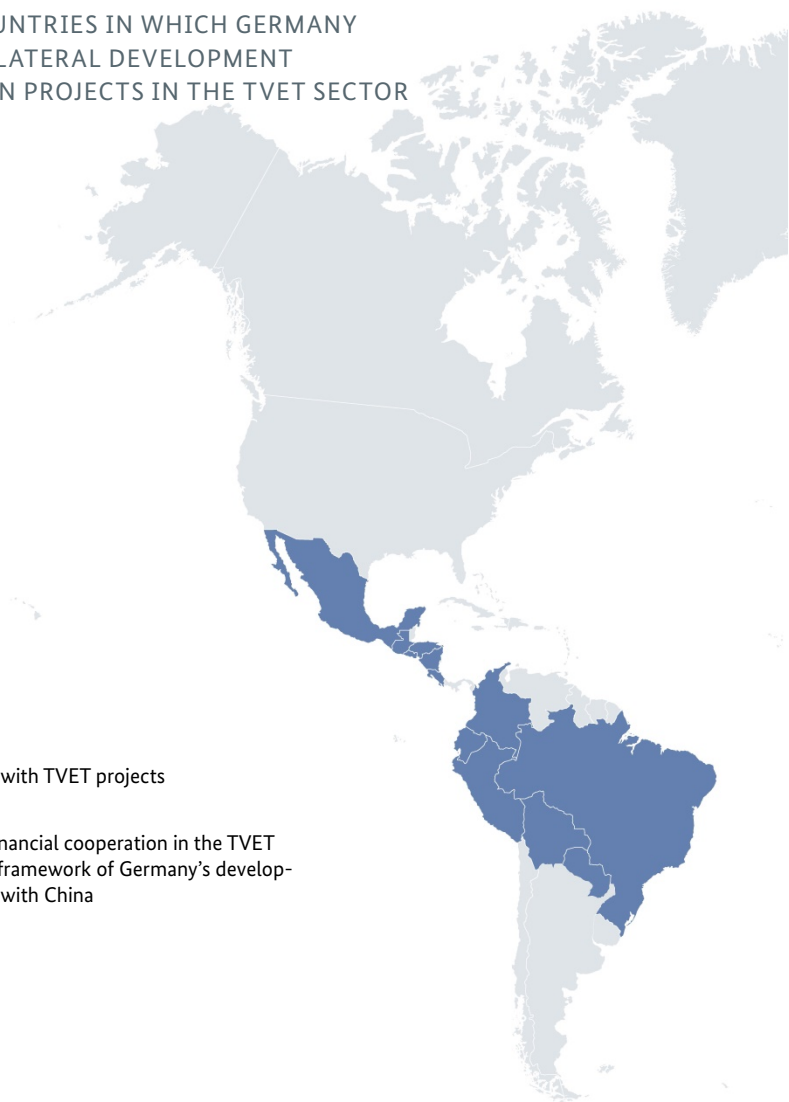 UNTRIES IN WHICH GERMANY
LATERAL DEVELOPMENT
N PROJECTS IN THE TVET SECTOR
with TVET projects
nancial cooperation in the TVET
framework of Germany's develop-
with China